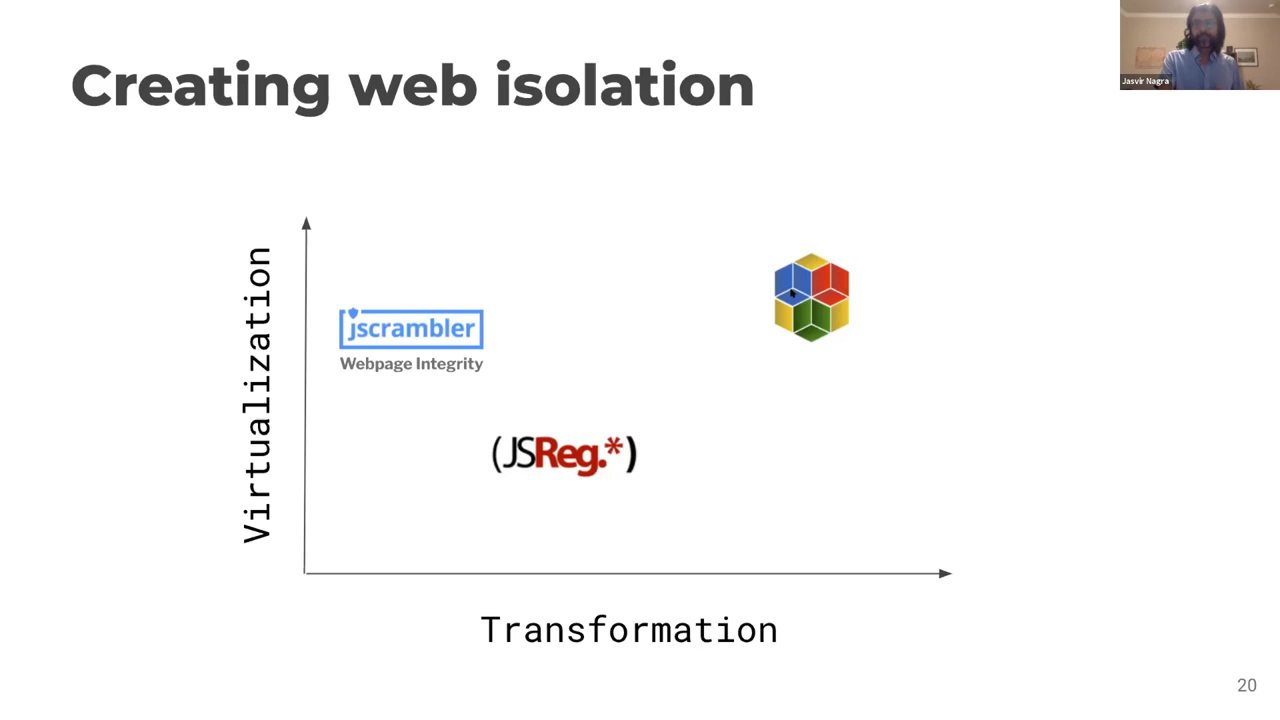 Creating web isolation
Jasvir Nagra
Virtualization
jscrambler
Webpage Integrity
(JSReg.*)
Transformation
20